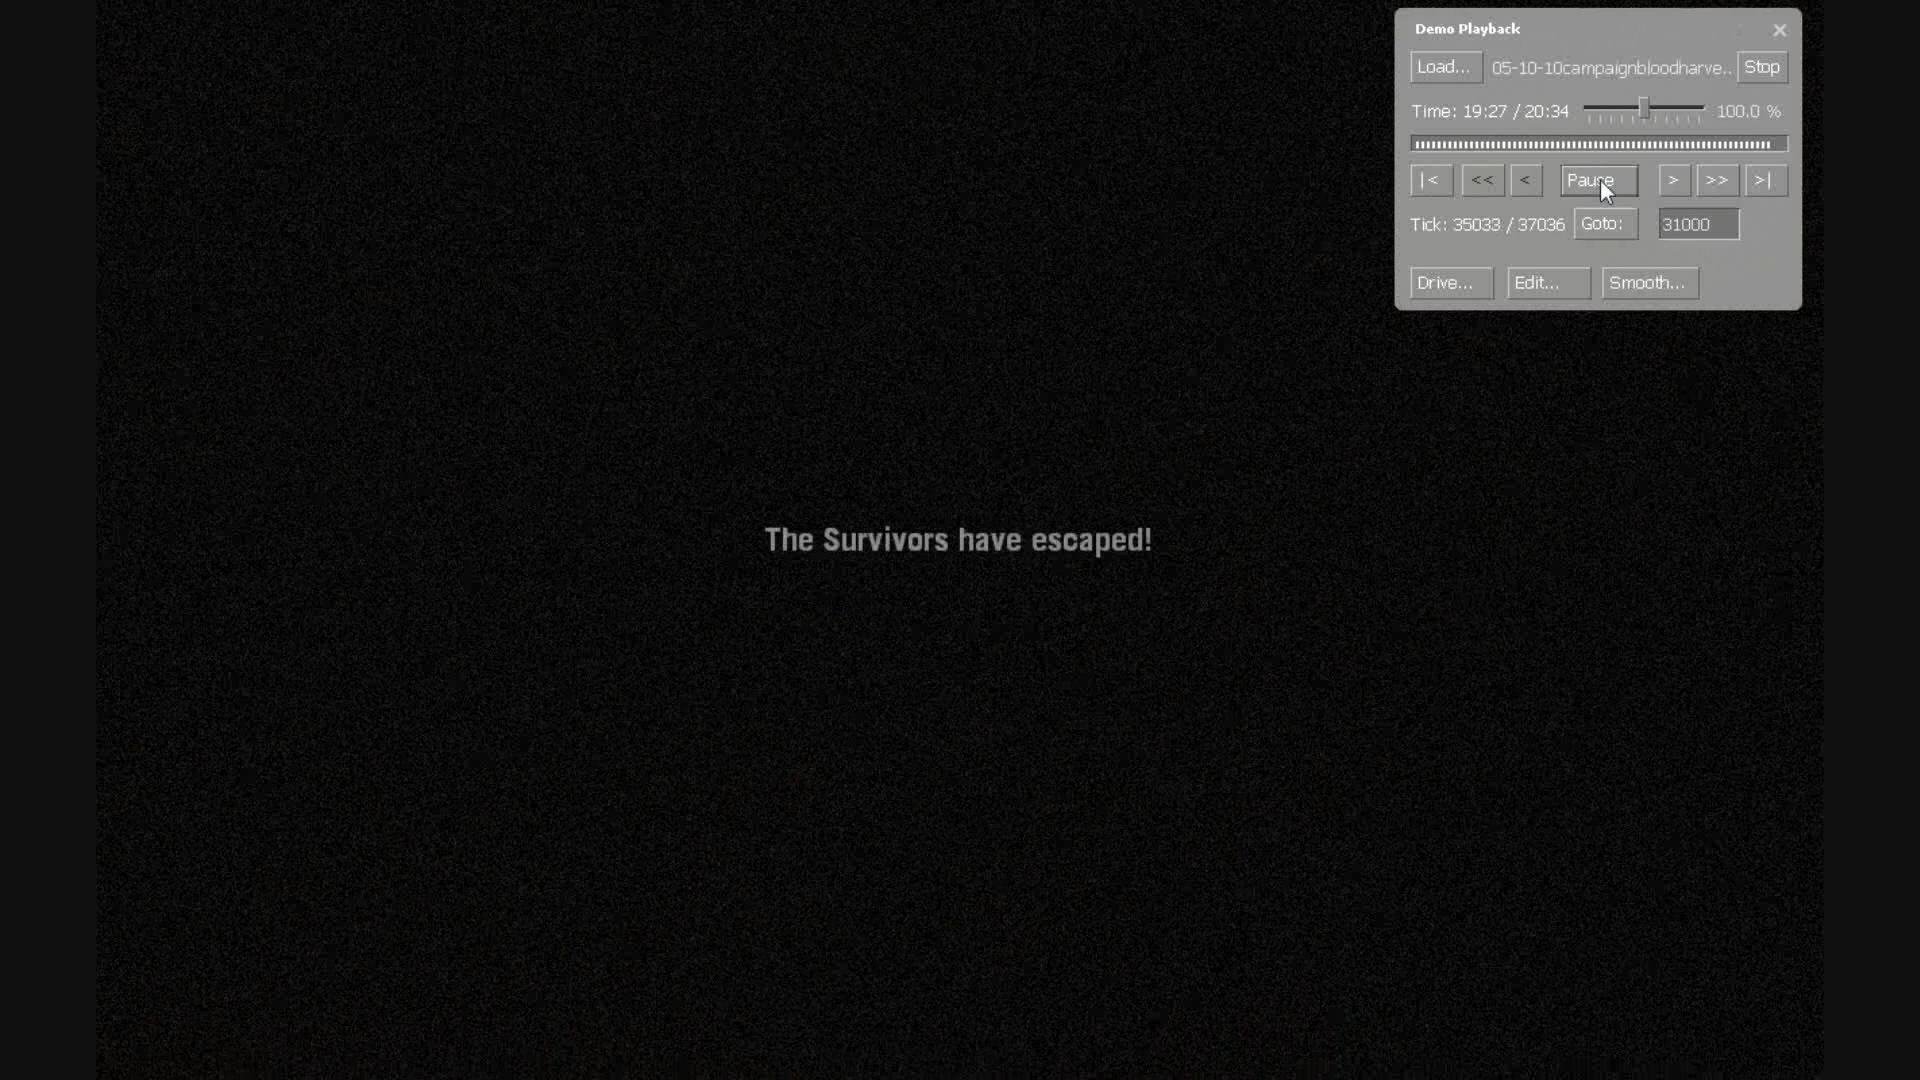 Demo Playback
Load... 05-10-10campaignbloodharve.. Stop
Time: 19:27 / 20:34 100.0 %
|< << < Pause > >> >|
Tick: 35033 / 37036 Goto: 31000
Drive... Edit... Smooth...
The Survivors have escaped!